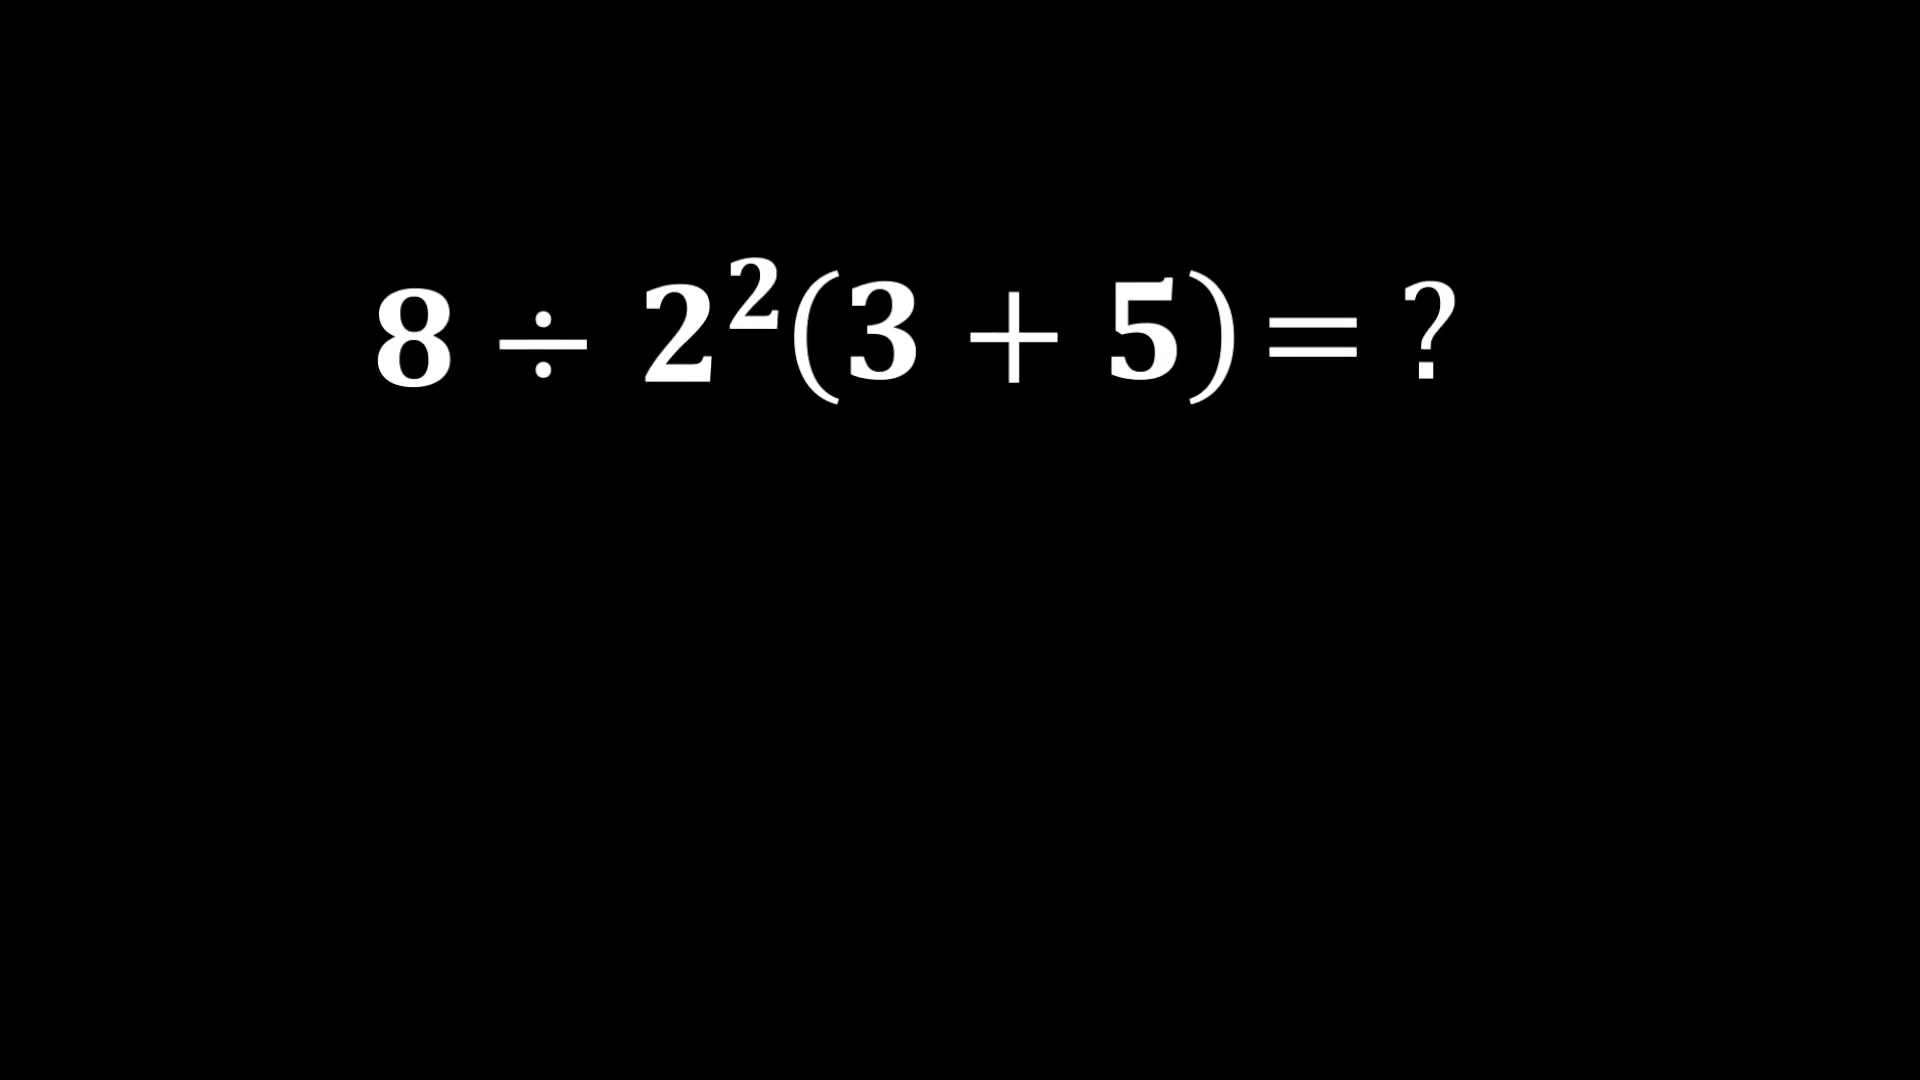 8 ÷ 2²(3 + 5) = ?